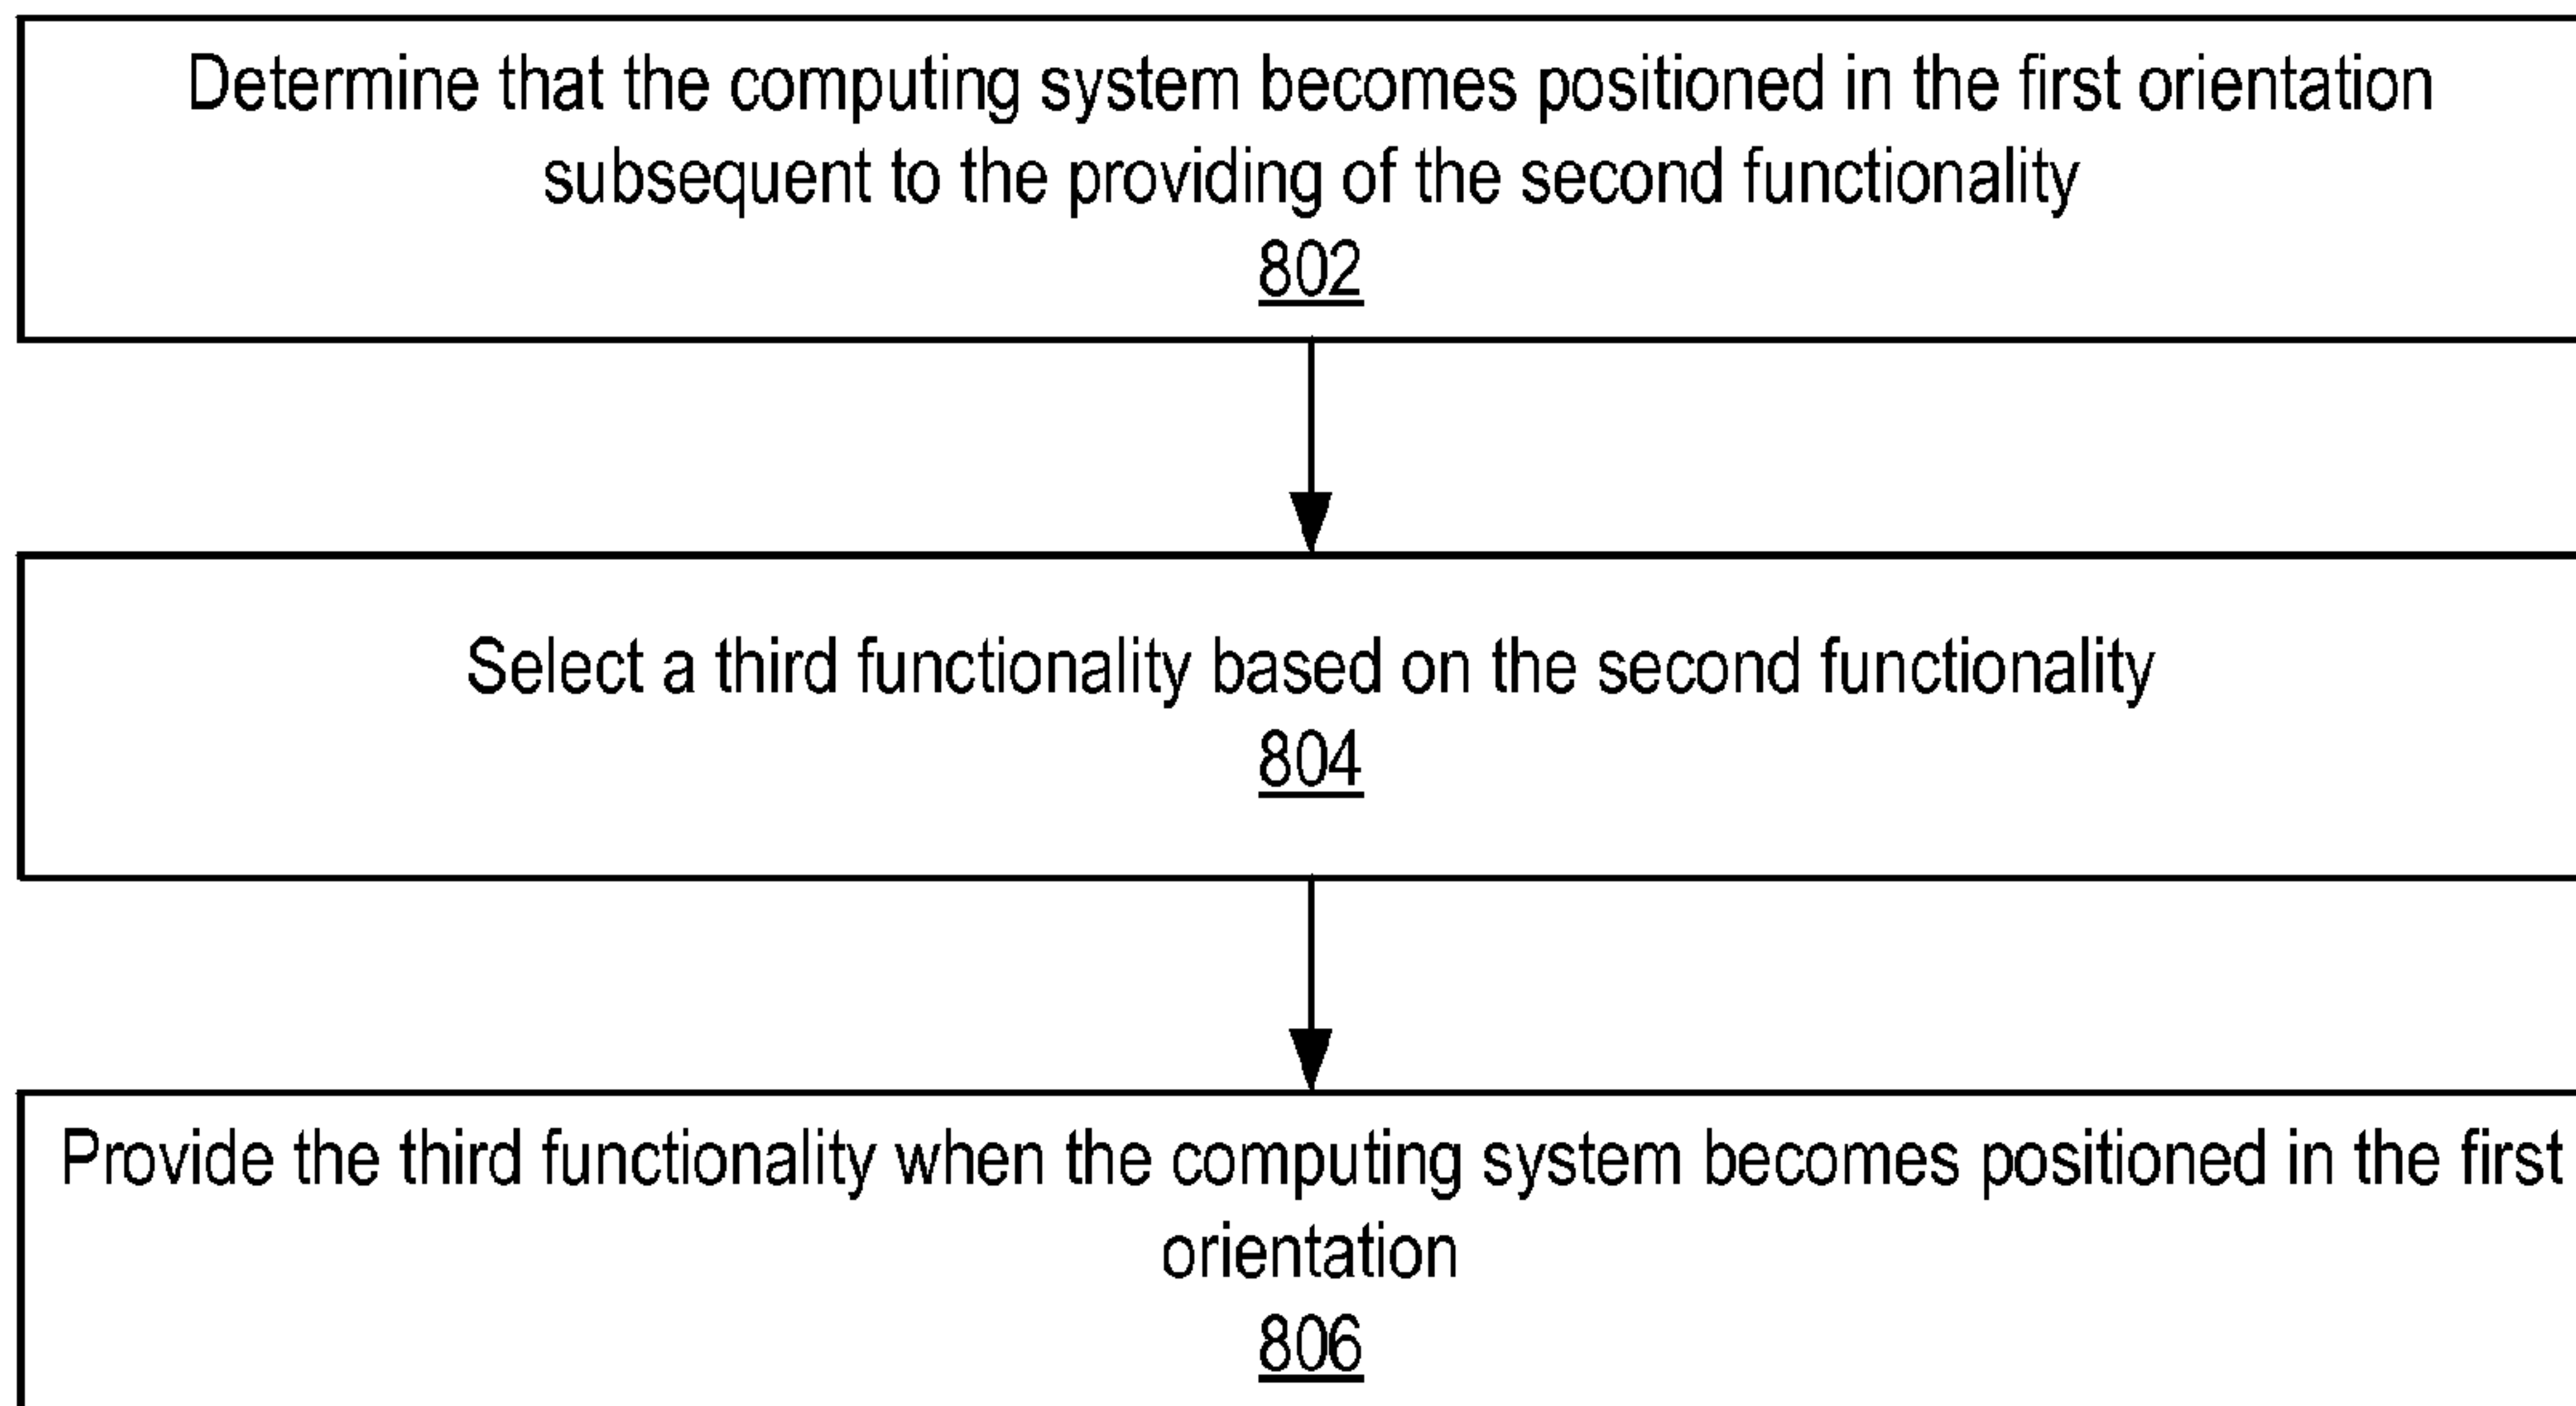 Determine that the computing system becomes positioned in the first orientation
subsequent to the providing of the second functionality
802
Select a third functionality based on the second functionality
804
Provide the third functionality when the computing system becomes positioned in the first
orientation
806